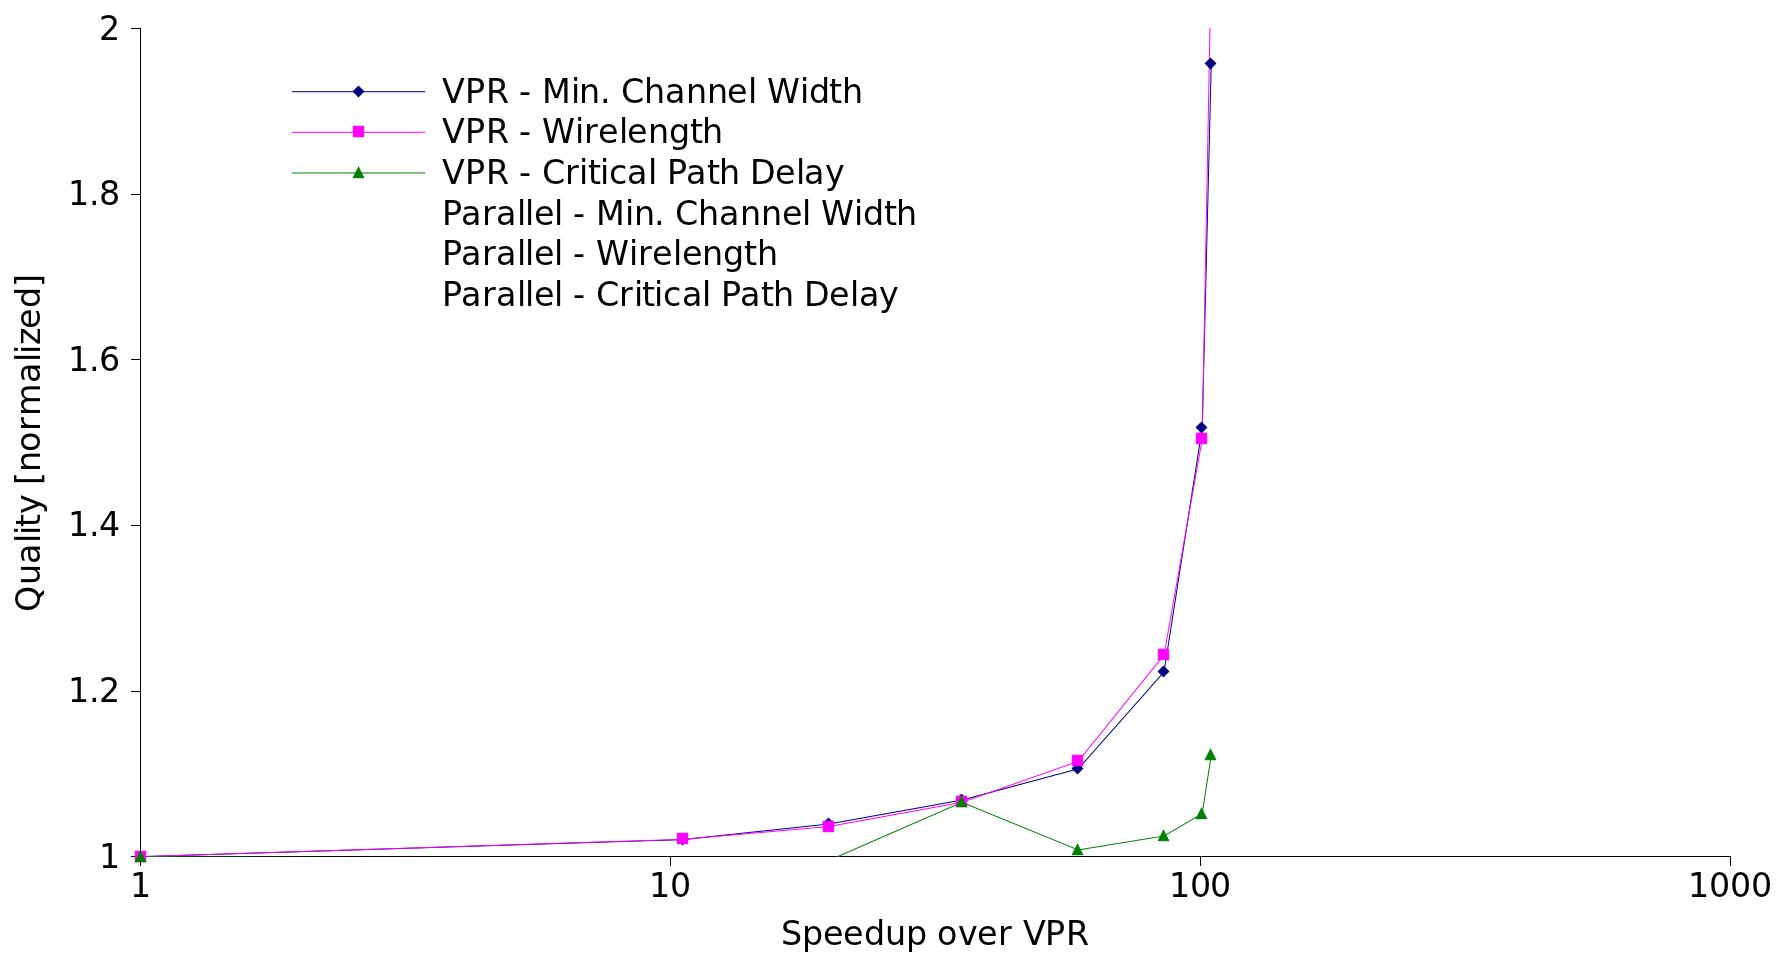 2
1.8
1.6
1.4
1.2
1
Quality [normalized]
VPR - Min. Channel Width
VPR - Wirelength
VPR - Critical Path Delay
Parallel - Min. Channel Width
Parallel - Wirelength
Parallel - Critical Path Delay
1 10 100 1000
Speedup over VPR